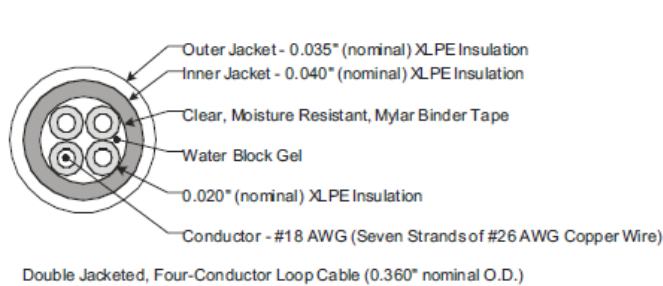 Outer Jacket - 0.035" (nominal) XLPE Insulation
Inner Jacket - 0.040" (nominal) XLPE Insulation
Clear, Moisture Resistant, Mylar Binder Tape
Water Block Gel
0.020" (nominal) XLPE Insulation
Conductor - #18 AWG (Seven Strands of #26 AWG Copper Wire)
Double Jacketed, Four-Conductor Loop Cable (0.360" nominal O.D.)